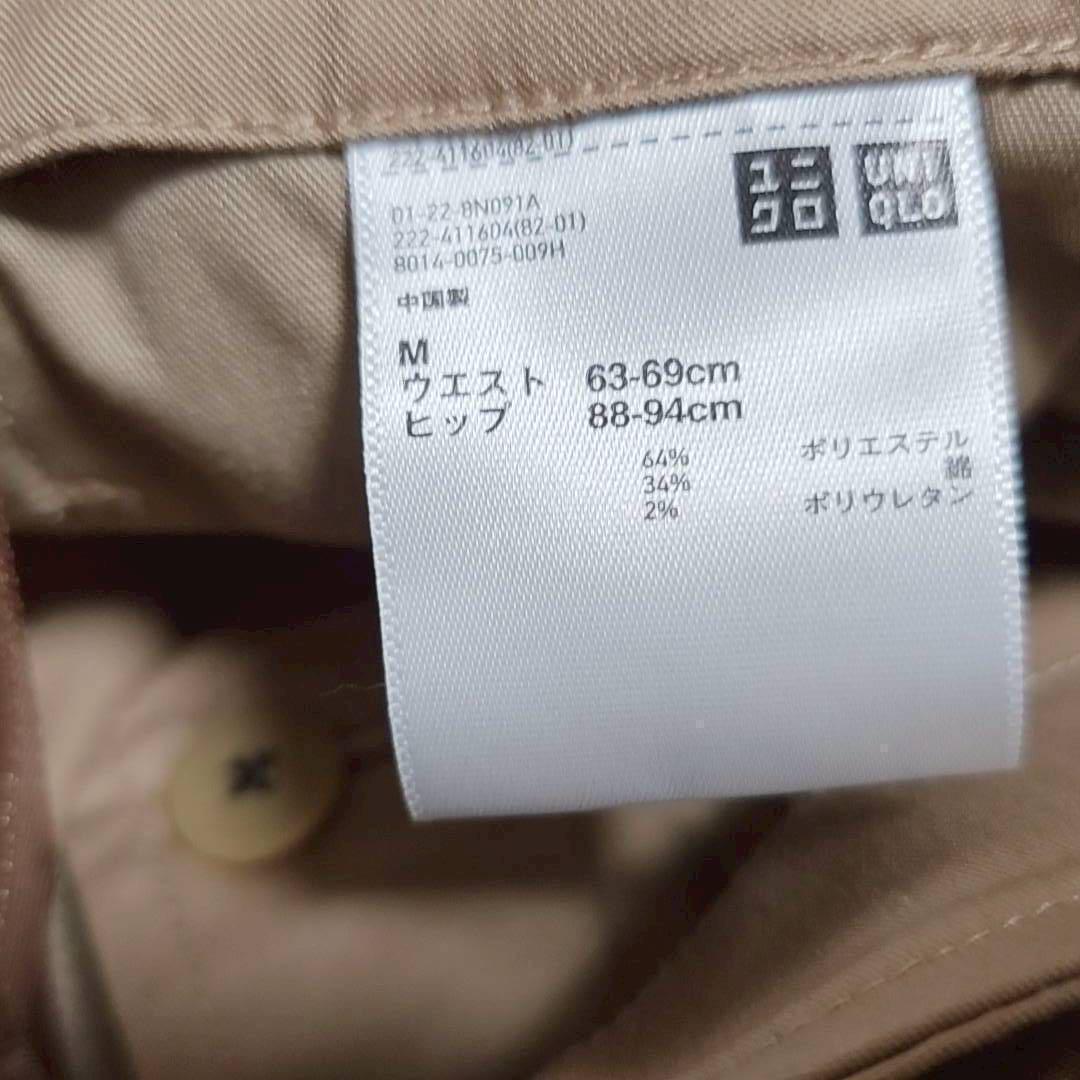 222-411604(82-01)
ユニ
クロ
UNI
QLO
01-22-8N091A
222-411604(82-01)
8014-0075-009H
中国製
M
ウエスト 63-69cm
ヒップ 88-94cm
64% ポリエステル
34% 綿
2% ポリウレタン